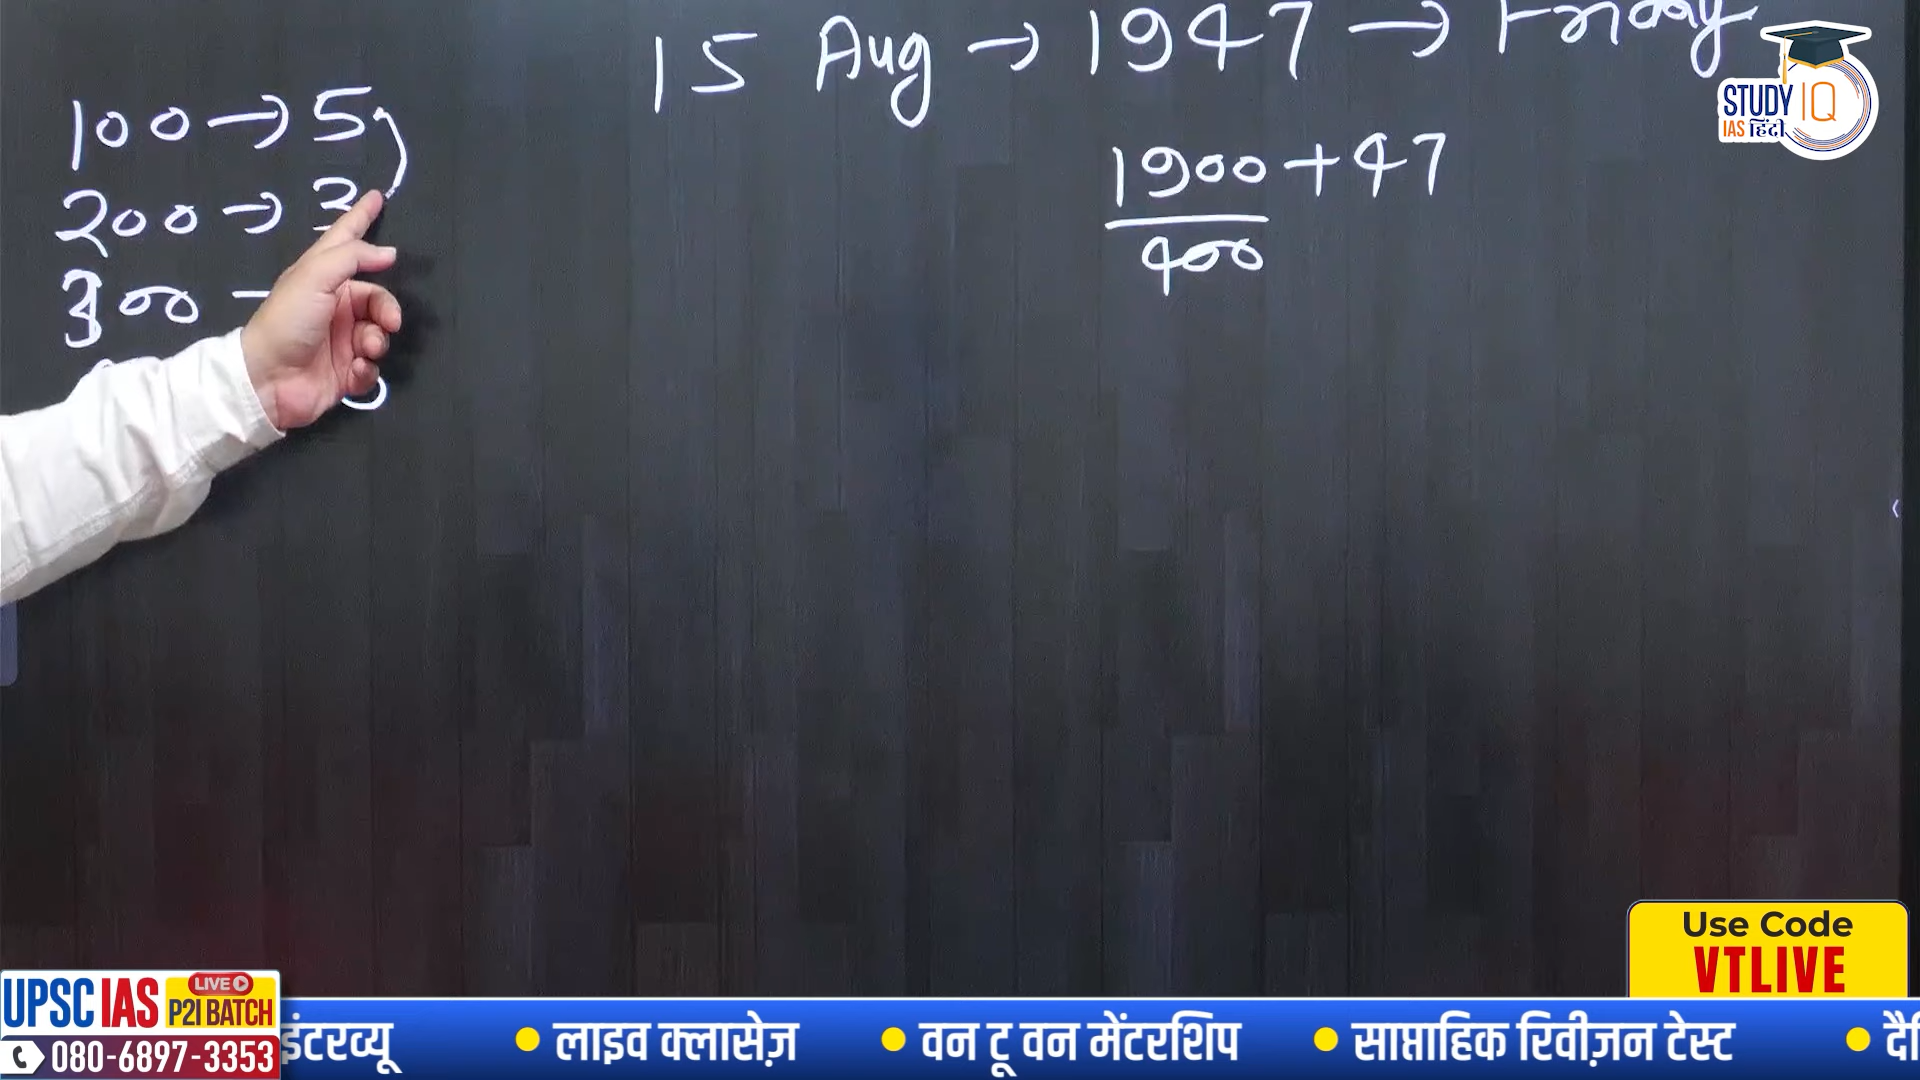 15 Aug → 1947 → Friday
STUDY IQ
IAS हिंदी
100 → 5
200 → 3
300 –
1900 + 47
400
Use Code
VTLIVE
UPSC IAS LIVE P2I BATCH
080-6897-3353
इंटरव्यू • लाइव क्लासेज़ • वन टू वन मेंटरशिप • साप्ताहिक रिवीज़न टेस्ट •